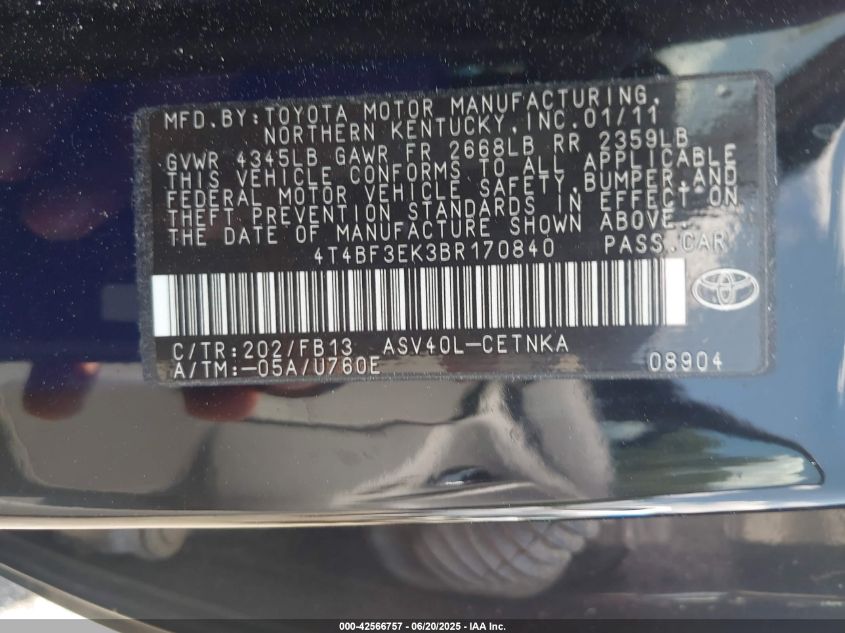 MFD. BY: TOYOTA MOTOR MANUFACTURING,
NORTHERN KENTUCKY, INC. 01/11
GVWR 4345LB GAWR FR 2668LB RR 2359LB
THIS VEHICLE CONFORMS TO ALL APPLICABLE
FEDERAL MOTOR VEHICLE SAFETY, BUMPER, AND
THEFT PREVENTION STANDARDS IN EFFECT ON
THE DATE OF MANUFACTURE SHOWN ABOVE.
4T4BF3EK3BR170840 PASS. CAR
C/TR: 202/FB13 ASV40L-CETNKA
A/TM: -05A/U760E 08904
000-42566757 - 06/20/2025 - IAA Inc.